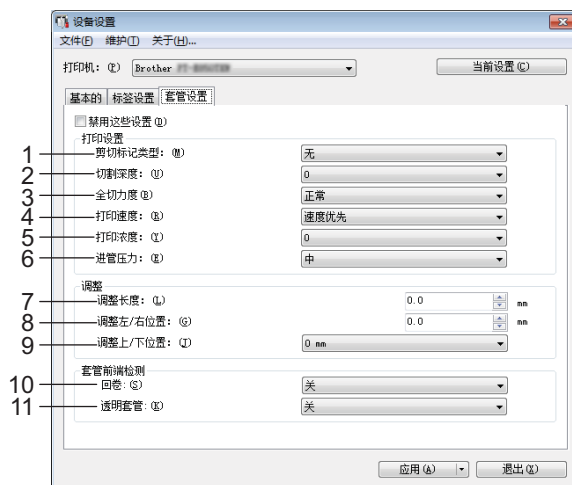 设备设置
文件(F) 维护(T) 关于(H)...
打印机: (P) Brother 当前设置(C)
基本的 标签设置 套管设置
禁用这些设置(D)
打印设置
1 剪切标记类型: (M) 无
2 切割深度: (U) 0
3 全切力度(B) 正常
4 打印速度: (R) 速度优先
5 打印浓度: (Y) 0
6 进管压力: (E) 中
调整
7 调整长度: (L) 0.0 mm
8 调整左/右位置: (G) 0.0 mm
9 调整上/下位置: (J) 0 mm
套管前端检测
10 回卷: (S) 关
11 透明套管: (K) 关
应用(A) 退出(X)